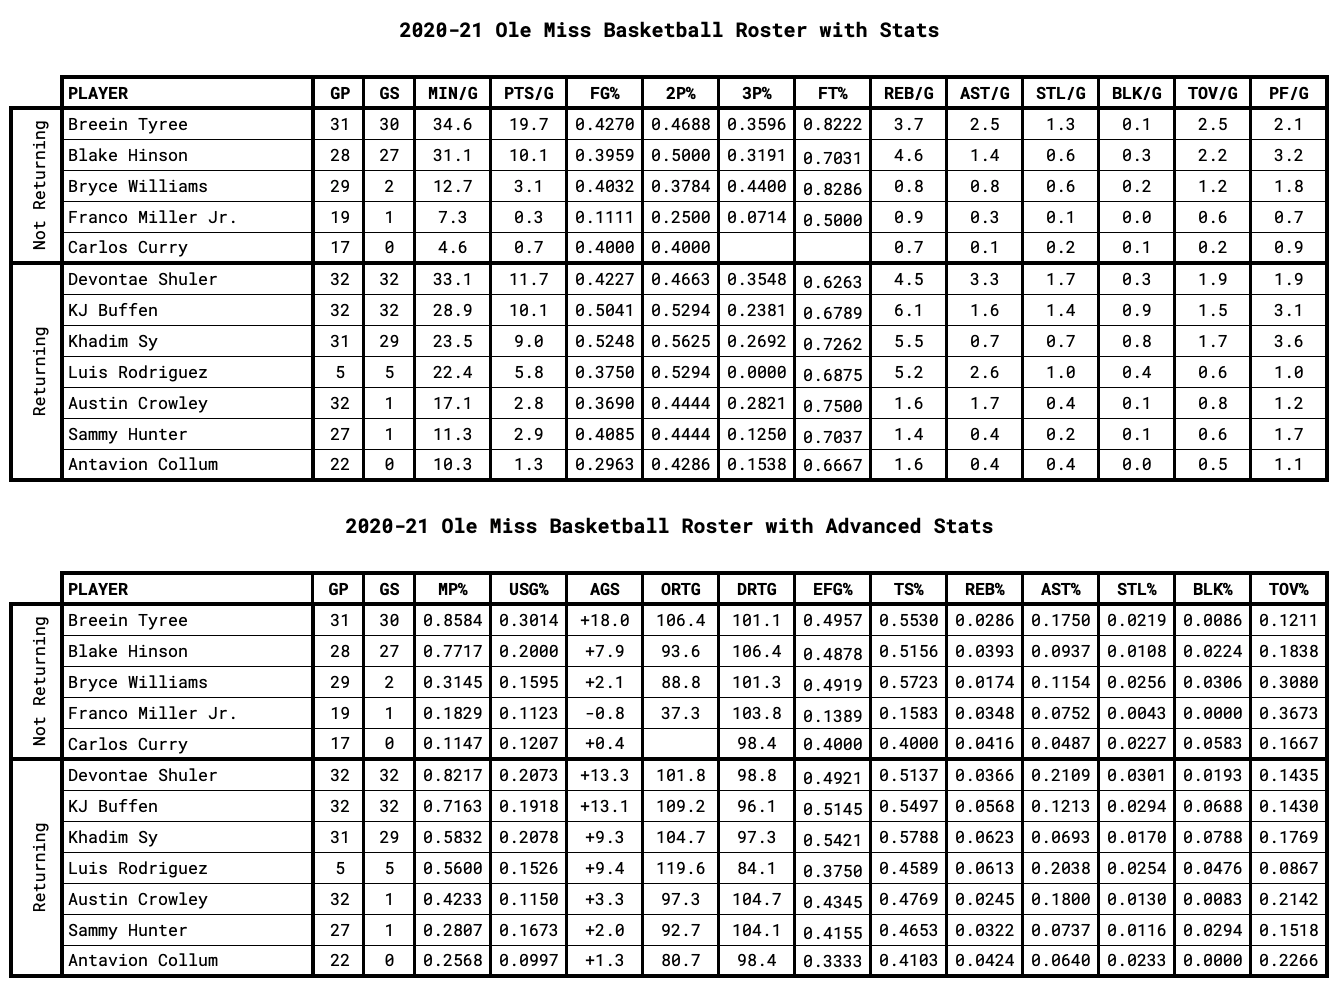 2020-21 Ole Miss Basketball Roster with Stats
PLAYER GP GS MIN/G PTS/G FG% 2P% 3P% FT% REB/G AST/G STL/G BLK/G TOV/G PF/G
Not Returning
Breein Tyree 31 30 34.6 19.7 0.4270 0.4688 0.3596 0.8222 3.7 2.5 1.3 0.1 2.5 2.1
Blake Hinson 28 27 31.1 10.1 0.3959 0.5000 0.3191 0.7031 4.6 1.4 0.6 0.3 2.2 3.2
Bryce Williams 29 2 12.7 3.1 0.4032 0.3784 0.4400 0.8286 0.8 0.8 0.6 0.2 1.2 1.8
Franco Miller Jr. 19 1 7.3 0.3 0.1111 0.2500 0.0714 0.5000 0.9 0.3 0.1 0.0 0.6 0.7
Carlos Curry 17 0 4.6 0.7 0.4000 0.4000 0.7 0.1 0.2 0.1 0.2 0.9
Returning
Devontae Shuler 32 32 33.1 11.7 0.4227 0.4663 0.3548 0.6263 4.5 3.3 1.7 0.3 1.9 1.9
KJ Buffen 32 32 28.9 10.1 0.5041 0.5294 0.2381 0.6789 6.1 1.6 1.4 0.9 1.5 3.1
Khadim Sy 31 29 23.5 9.0 0.5248 0.5625 0.2692 0.7262 5.5 0.7 0.7 0.8 1.7 3.6
Luis Rodriguez 5 5 22.4 5.8 0.3750 0.5294 0.0000 0.6875 5.2 2.6 1.0 0.4 0.6 1.0
Austin Crowley 32 1 17.1 2.8 0.3690 0.4444 0.2821 0.7500 1.6 1.7 0.4 0.1 0.8 1.2
Sammy Hunter 27 1 11.3 2.9 0.4085 0.4444 0.1250 0.7037 1.4 0.4 0.2 0.1 0.6 1.7
Antavion Collum 22 0 10.3 1.3 0.2963 0.4286 0.1538 0.6667 1.6 0.4 0.4 0.0 0.5 1.1
2020-21 Ole Miss Basketball Roster with Advanced Stats
PLAYER GP GS MP% USG% AGS ORTG DRTG EFG% TS% REB% AST% STL% BLK% TOV%
Not Returning
Breein Tyree 31 30 0.8584 0.3014 +18.0 106.4 101.1 0.4957 0.5530 0.0286 0.1750 0.0219 0.0086 0.1211
Blake Hinson 28 27 0.7717 0.2000 +7.9 93.6 106.4 0.4878 0.5156 0.0393 0.0937 0.0108 0.0224 0.1838
Bryce Williams 29 2 0.3145 0.1595 +2.1 88.8 101.3 0.4919 0.5723 0.0174 0.1154 0.0256 0.0306 0.3080
Franco Miller Jr. 19 1 0.1829 0.1123 -0.8 37.3 103.8 0.1389 0.1583 0.0348 0.0752 0.0043 0.0000 0.3673
Carlos Curry 17 0 0.1147 0.1207 +0.4 98.4 0.4000 0.4000 0.0416 0.0487 0.0227 0.0583 0.1667
Returning
Devontae Shuler 32 32 0.8217 0.2073 +13.3 101.8 98.8 0.4921 0.5137 0.0366 0.2109 0.0301 0.0193 0.1435
KJ Buffen 32 32 0.7163 0.1918 +13.1 109.2 96.1 0.5145 0.5497 0.0568 0.1213 0.0294 0.0688 0.1430
Khadim Sy 31 29 0.5832 0.2078 +9.3 104.7 97.3 0.5421 0.5788 0.0623 0.0693 0.0170 0.0788 0.1769
Luis Rodriguez 5 5 0.5600 0.1526 +9.4 119.6 84.1 0.3750 0.4589 0.0613 0.2038 0.0254 0.0476 0.0867
Austin Crowley 32 1 0.4233 0.1150 +3.3 97.3 104.7 0.4345 0.4769 0.0245 0.1800 0.0130 0.0083 0.2142
Sammy Hunter 27 1 0.2807 0.1673 +2.0 92.7 104.1 0.4155 0.4653 0.0322 0.0737 0.0116 0.0294 0.1518
Antavion Collum 22 0 0.2568 0.0997 +1.3 80.7 98.4 0.3333 0.4103 0.0424 0.0640 0.0233 0.0000 0.2266